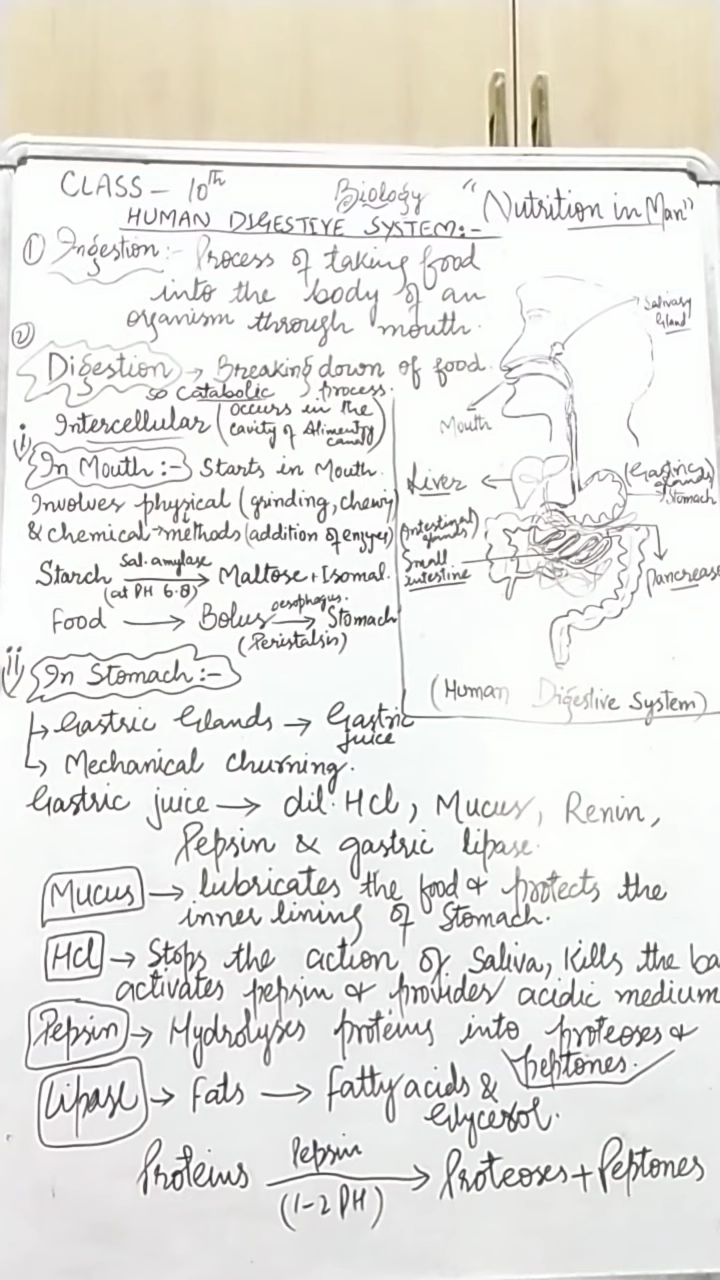 CLASS - 10th
Biology
"Nutrition in Man"
HUMAN DIGESTIVE SYSTEM:-
① Ingestion:- Process of taking food
into the body of an
organism through mouth.
②
Digestion → Breaking down of food.
so catabolic process.
Intercellular (occurs in the
cavity of Alimentry
canal)
i
In Mouth:- Starts in Mouth.
Involves physical (grinding, chewing)
& chemical → methods (addition of enzymes)
Starch Sal. amylase → Maltose + Isomal.
(at PH 6.8)
Food → Bolus oesophagus. → Stomach
(Peristalsis)
Salivary
Gland
Mouth
Liver
(Gastric
glands)
Stomach
(Intestinal
glands)
Small
intestine
Pancreas
(Human Digestive System)
ii
In Stomach:-
↳ Gastric Glands → Gastric
juice
↳ Mechanical churning.
Gastric juice → dil. Hcl, Mucus, Renin,
Pepsin & gastric lipase.
Mucus → lubricates the food & protects the
inner lining of Stomach.
Hcl → Stops the action of Saliva, Kills the ba
activates pepsin & provides acidic medium
Pepsin → Hydrolyses proteins into proteoses &
peptones.
Lipase → Fats → Fatty acids &
Glycerol.
Proteins Pepsin → Proteoses + Peptones
(1-2 PH)